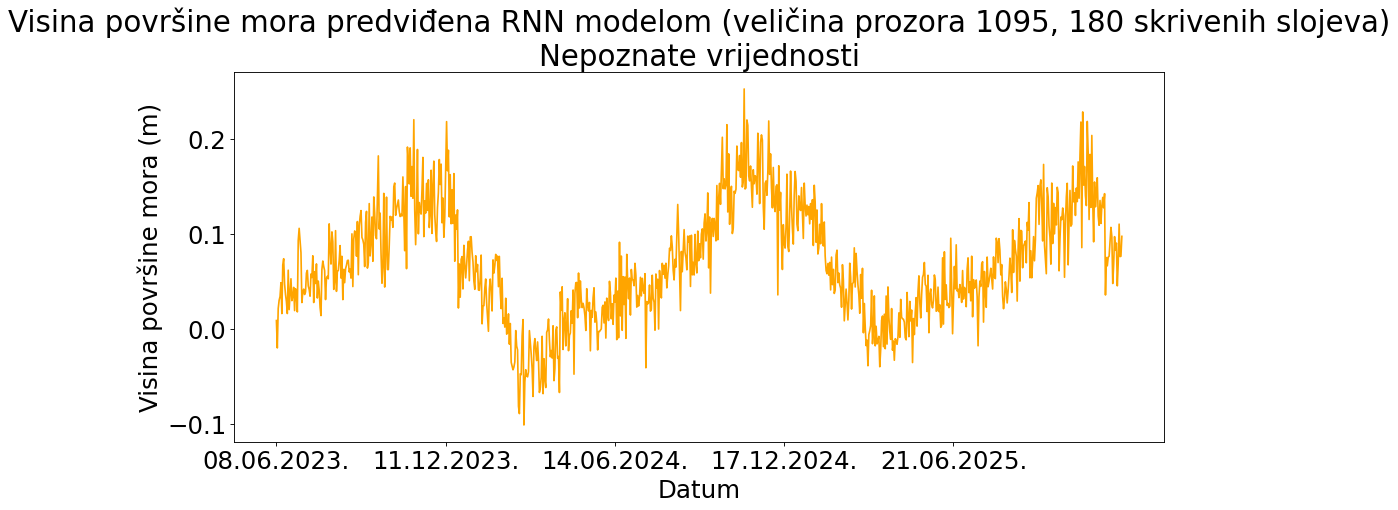 Visina površine mora predviđena RNN modelom (veličina prozora 1095, 180 skrivenih slojeva)
Nepoznate vrijednosti
Visina površine mora (m)
0.2
0.1
0.0
−0.1
08.06.2023. 11.12.2023. 14.06.2024. 17.12.2024. 21.06.2025.
Datum